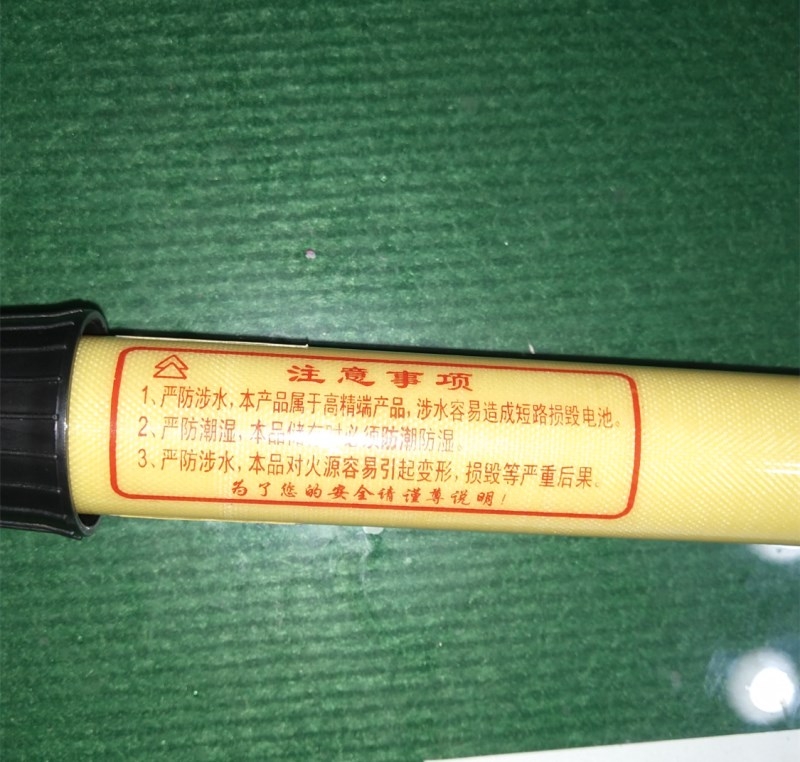 注意事项
1、严防涉水,本产品属于高精端产品,涉水容易造成短路损毁电池。
2、严防潮湿,本品储存时必须防潮防湿。
3、严防涉水,本品对火源容易引起变形,损毁等严重后果。
为了您的安全请谨尊说明!